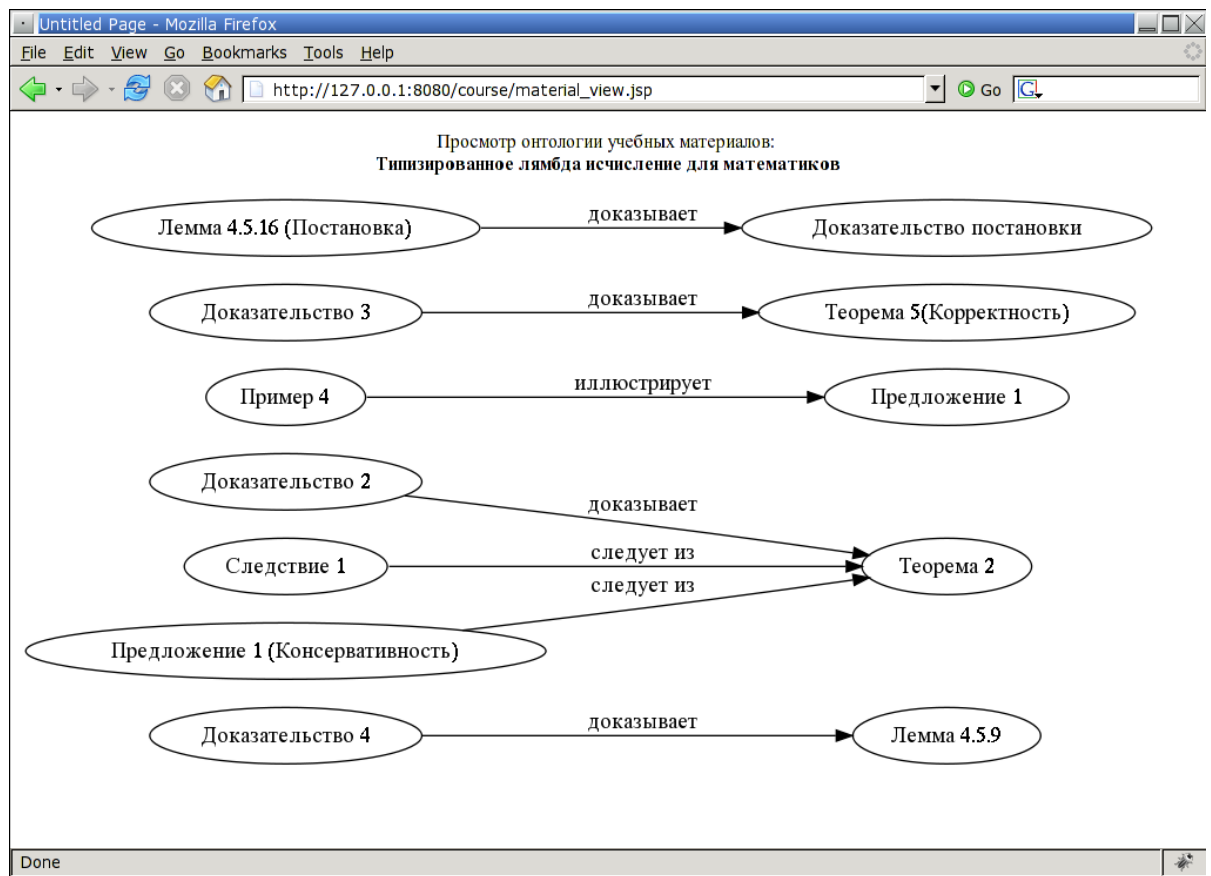 Untitled Page - Mozilla Firefox
File Edit View Go Bookmarks Tools Help
http://127.0.0.1:8080/course/material_view.jsp Go G
Просмотр онтологии учебных материалов:
Типизированное лямбда исчисление для математиков
Лемма 4.5.16 (Постановка) доказывает Доказательство постановки
Доказательство 3 доказывает Теорема 5(Корректность)
Пример 4 иллюстрирует Предложение 1
Доказательство 2
доказывает
Следствие 1 следует из Теорема 2
следует из
Предложение 1 (Консервативность)
Доказательство 4 доказывает Лемма 4.5.9
Done